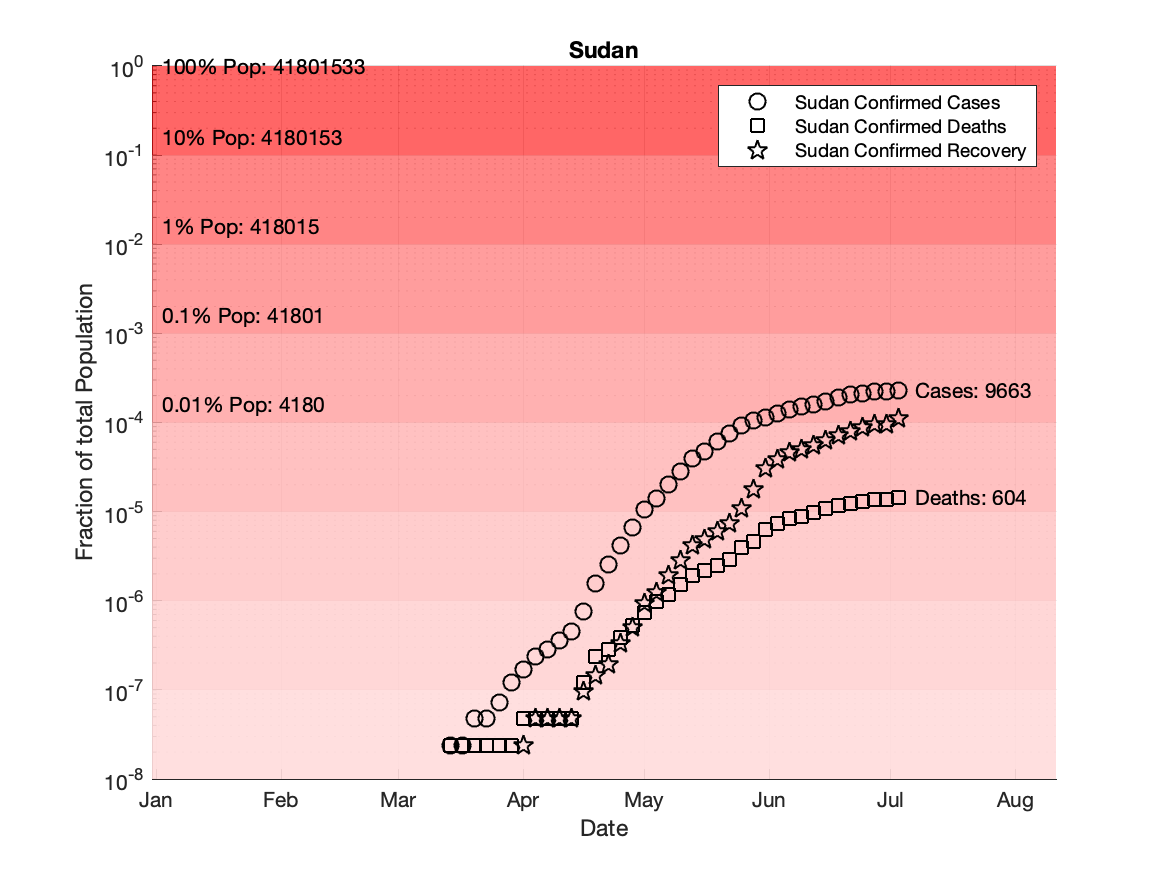 Sudan
10^0
100% Pop: 41801533
Sudan Confirmed Cases
Sudan Confirmed Deaths
Sudan Confirmed Recovery
10% Pop: 4180153
10^-1
1% Pop: 418015
10^-2
0.1% Pop: 41801
10^-3
0.01% Pop: 4180
10^-4
Cases: 9663
10^-5
Deaths: 604
10^-6
10^-7
10^-8
Fraction of total Population
Jan Feb Mar Apr May Jun Jul Aug
Date